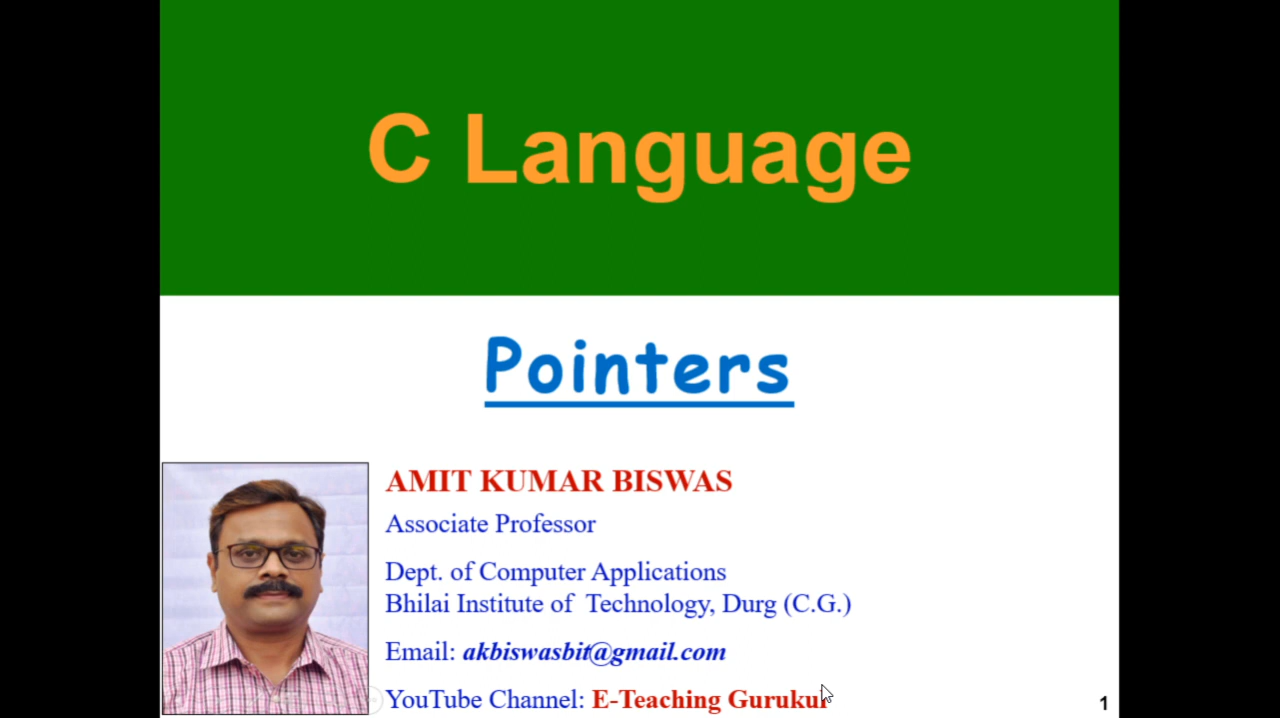 C Language
Pointers
AMIT KUMAR BISWAS
Associate Professor
Dept. of Computer Applications
Bhilai Institute of Technology, Durg (C.G.)
Email: akbiswasbit@gmail.com
YouTube Channel: E-Teaching Gurukul
1